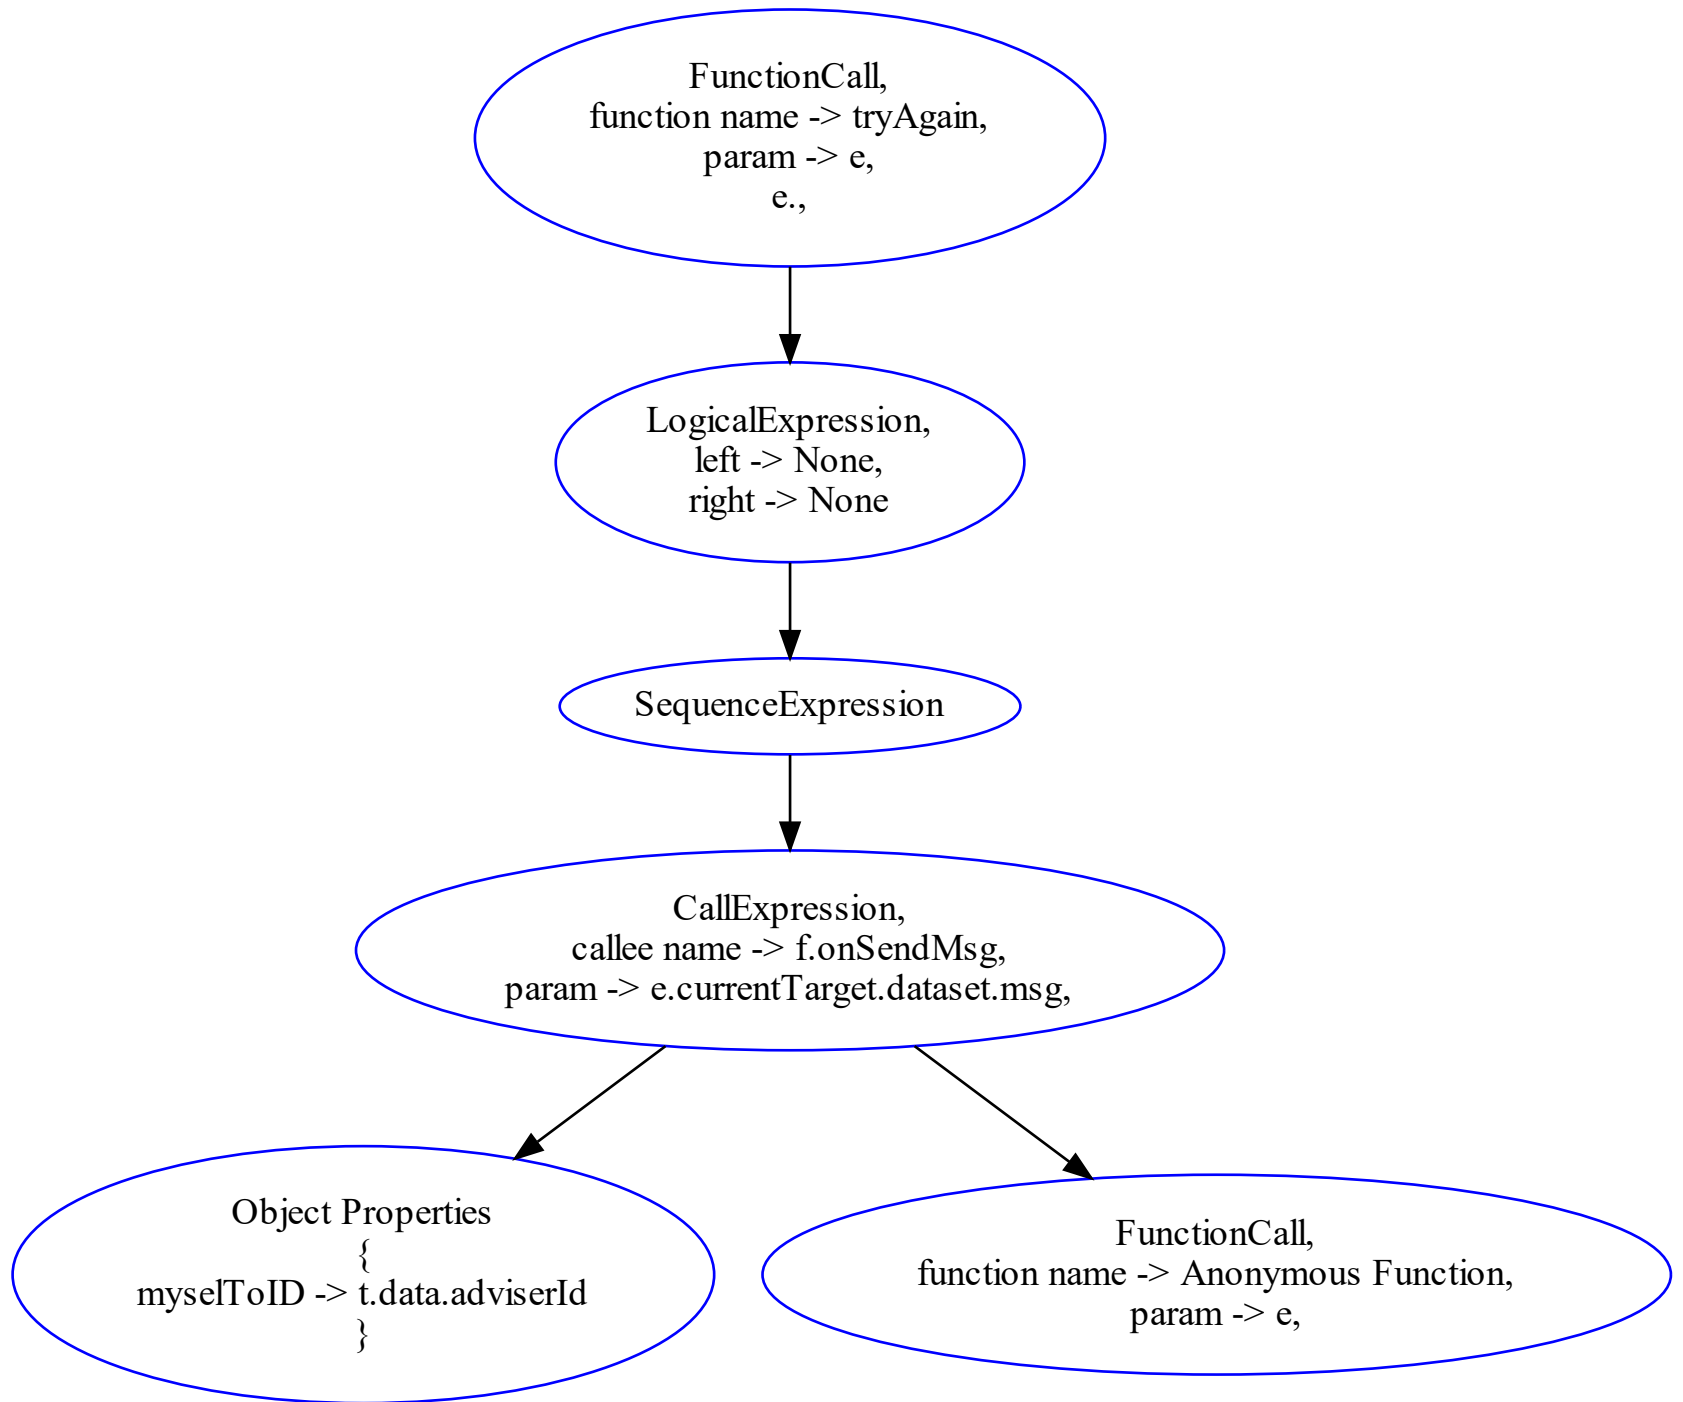 FunctionCall,
function name -> tryAgain,
param -> e,
e.,
LogicalExpression,
left -> None,
right -> None
SequenceExpression
CallExpression,
callee name -> f.onSendMsg,
param -> e.currentTarget.dataset.msg,
Object Properties
{
myselToID -> t.data.adviserId
}
FunctionCall,
function name -> Anonymous Function,
param -> e,